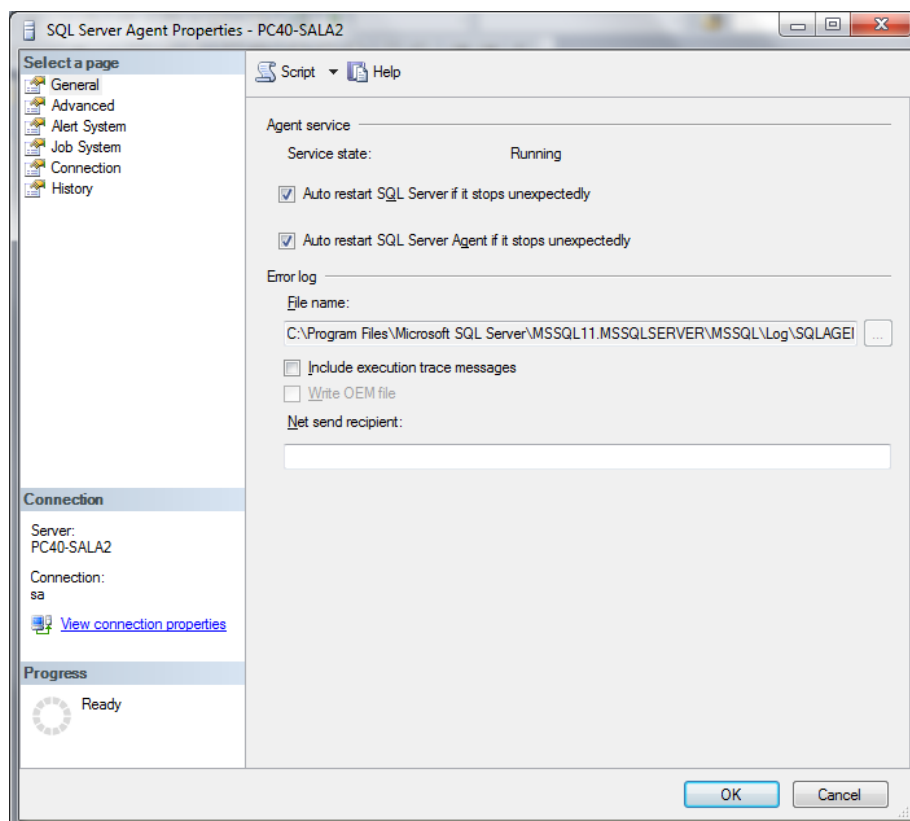 SQL Server Agent Properties - PC40-SALA2
Select a page
General
Advanced
Alert System
Job System
Connection
History
Script
Help
Agent service
Service state: Running
Auto restart SQL Server if it stops unexpectedly
Auto restart SQL Server Agent if it stops unexpectedly
Error log
File name:
C:\Program Files\Microsoft SQL Server\MSSQL11.MSSQLSERVER\MSSQL\Log\SQLAGEI
...
Include execution trace messages
Write OEM file
Net send recipient:
Connection
Server:
PC40-SALA2
Connection:
sa
View connection properties
Progress
Ready
OK
Cancel